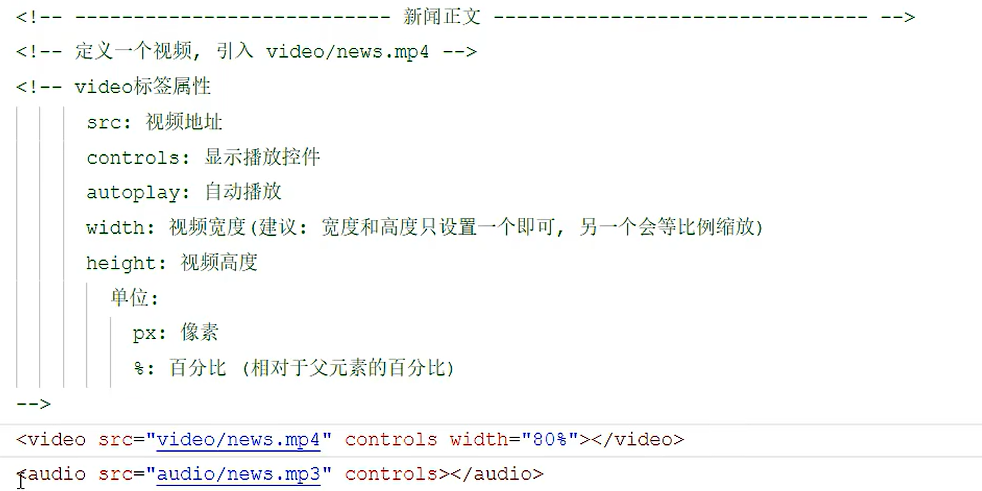 <!-- --------------------------- 新闻正文 -------------------------------- -->
<!-- 定义一个视频, 引入 video/news.mp4 -->
<!-- video标签属性
src: 视频地址
controls: 显示播放控件
autoplay: 自动播放
width: 视频宽度(建议: 宽度和高度只设置一个即可, 另一个会等比例缩放)
height: 视频高度
单位:
px: 像素
%: 百分比 (相对于父元素的百分比)
-->
<video src="video/news.mp4" controls width="80%"></video>
<audio src="audio/news.mp3" controls></audio>